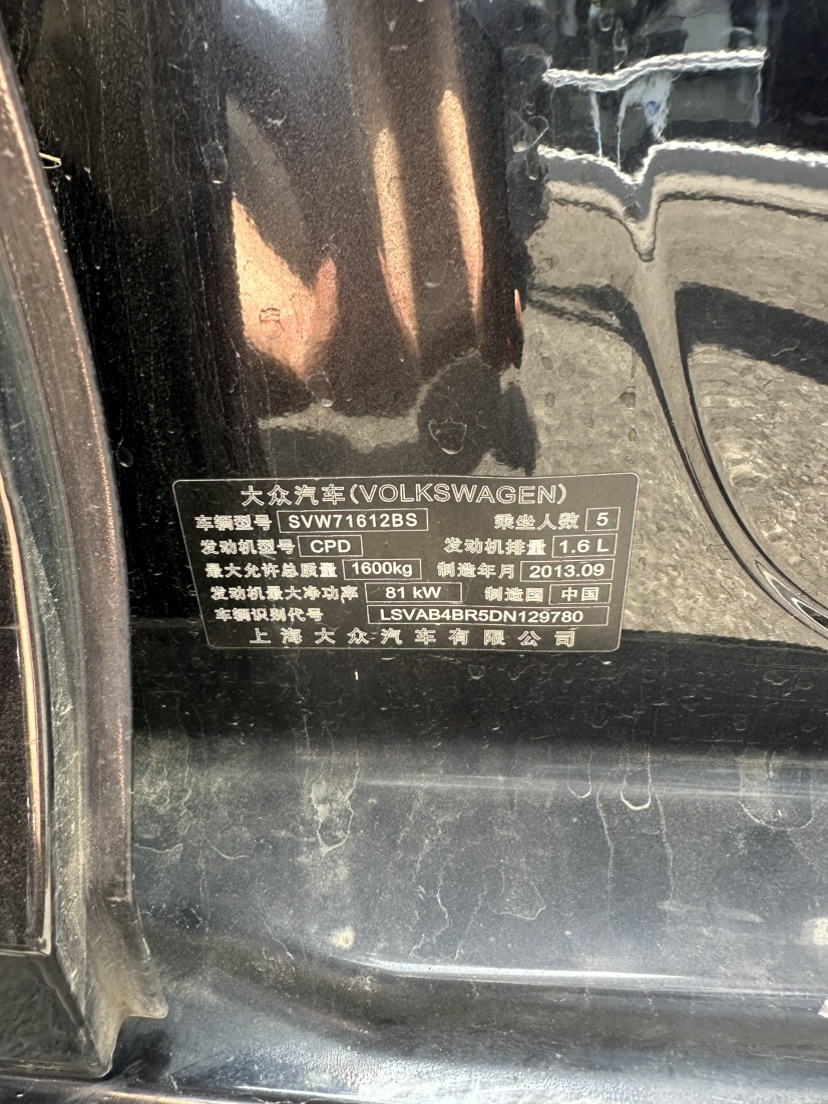 大众汽车(VOLKSWAGEN)
车辆型号 SVW71612BS 乘坐人数 5
发动机型号 CPD 发动机排量 1.6 L
最大允许总质量 1600kg 制造年月 2013.09
发动机最大净功率 81 kW 制造国 中国
车辆识别代号 LSVAB4BR5DN129780
上海大众汽车有限公司